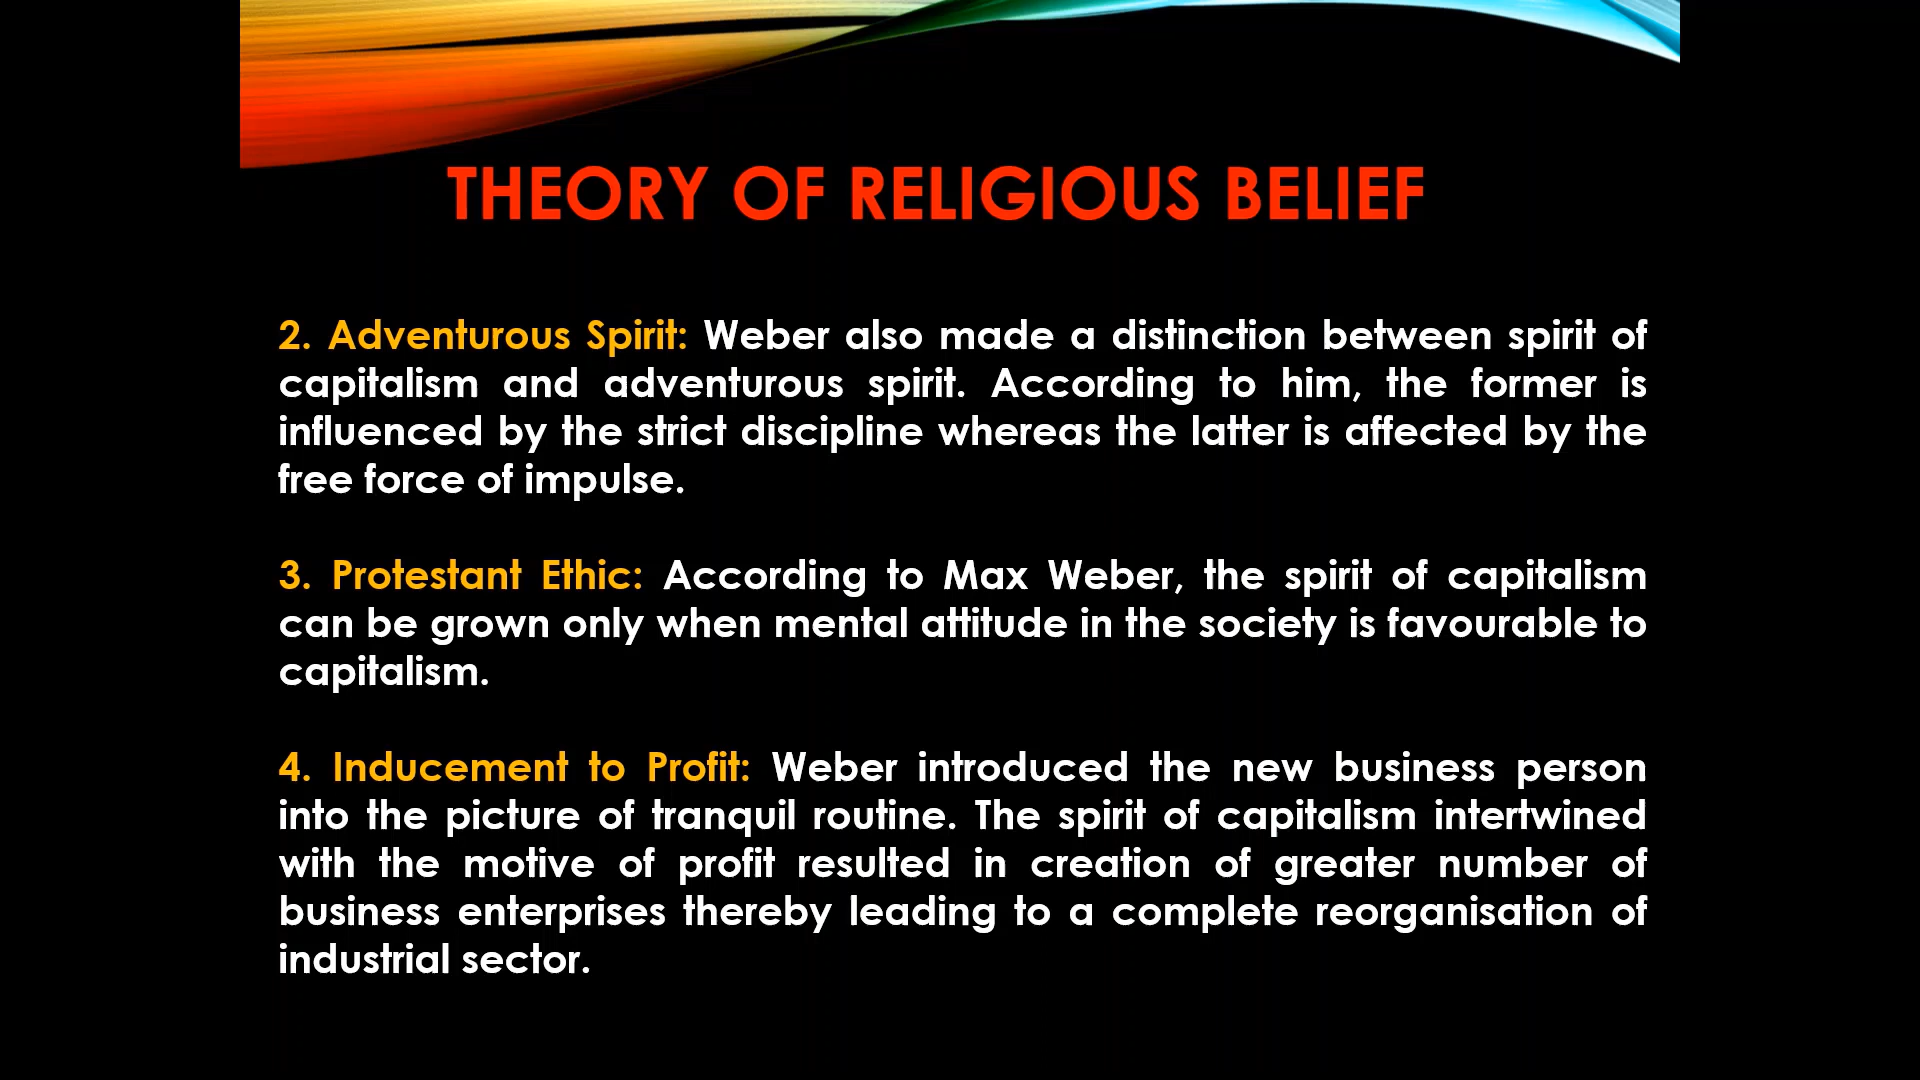 THEORY OF RELIGIOUS BELIEF
2. Adventurous Spirit: Weber also made a distinction between spirit of
capitalism and adventurous spirit. According to him, the former is
influenced by the strict discipline whereas the latter is affected by the
free force of impulse.
3. Protestant Ethic: According to Max Weber, the spirit of capitalism
can be grown only when mental attitude in the society is favourable to
capitalism.
4. Inducement to Profit: Weber introduced the new business person
into the picture of tranquil routine. The spirit of capitalism intertwined
with the motive of profit resulted in creation of greater number of
business enterprises thereby leading to a complete reorganisation of
industrial sector.